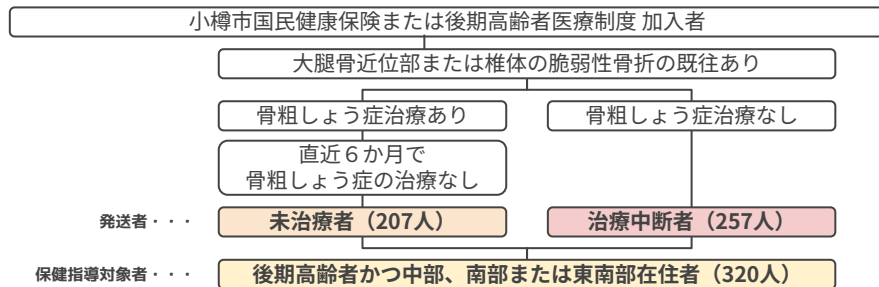 小樽市国民健康保険または後期高齢者医療制度 加入者
大腿骨近位部または椎体の脆弱性骨折の既往あり
骨粗しょう症治療あり
骨粗しょう症治療なし
直近６か月で
骨粗しょう症の治療なし
発送者・・・
未治療者（207人）
治療中断者（257人）
保健指導対象者・・・
後期高齢者かつ中部、南部または東南部在住者（320人）